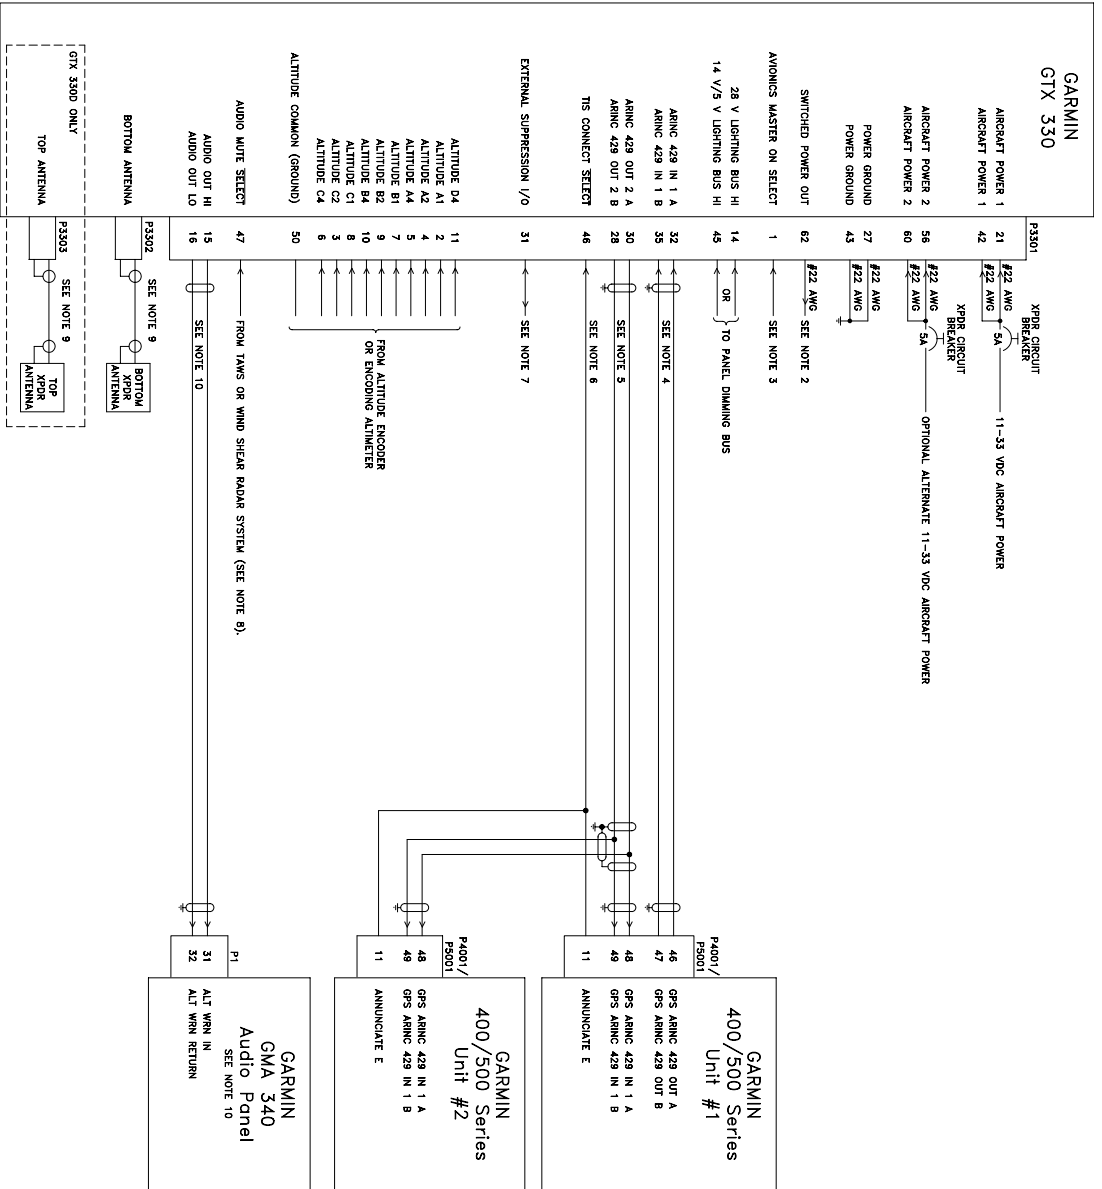 GARMIN
GTX 330
P3301
AIRCRAFT POWER 1 21 #22 AWG
AIRCRAFT POWER 1 42 #22 AWG
XPDR CIRCUIT
BREAKER
5A
11-33 VDC AIRCRAFT POWER
AIRCRAFT POWER 2 56 #22 AWG
AIRCRAFT POWER 2 60 #22 AWG
XPDR CIRCUIT
BREAKER
5A
OPTIONAL ALTERNATE 11-33 VDC AIRCRAFT POWER
POWER GROUND 27 #22 AWG
POWER GROUND 43 #22 AWG
SWITCHED POWER OUT 62 #22 AWG SEE NOTE 2
AVIONICS MASTER ON SELECT 1 SEE NOTE 3
28 V LIGHTING BUS HI 14
14 V/5 V LIGHTING BUS HI 45
OR
TO PANEL DIMMING BUS
ARINC 429 IN 1 A 32
ARINC 429 IN 1 B 35
SEE NOTE 4
ARINC 429 OUT 2 A 30
ARINC 429 OUT 2 B 28
SEE NOTE 5
TIS CONNECT SELECT 46 SEE NOTE 6
EXTERNAL SUPPRESSION I/O 31 SEE NOTE 7
ALTITUDE D4 11
ALTITUDE A1 2
ALTITUDE A2 4
ALTITUDE A4 5
ALTITUDE B1 7
ALTITUDE B2 9
ALTITUDE B4 10
ALTITUDE C1 8
ALTITUDE C2 3
ALTITUDE C4 6
ALTITUDE COMMON (GROUND) 50
FROM ALTITUDE ENCODER
OR ENCODING ALTIMETER
AUDIO MUTE SELECT 47 FROM TAWS OR WIND SHEAR RADAR SYSTEM (SEE NOTE 8).
AUDIO OUT HI 15
AUDIO OUT LO 16
SEE NOTE 10
P3302
BOTTOM ANTENNA
SEE NOTE 9
BOTTOM
XPDR
ANTENNA
GTX 330D ONLY
P3303
TOP ANTENNA
SEE NOTE 9
TOP
XPDR
ANTENNA
P4001/
P5001
GARMIN
400/500 Series
Unit #1
46 GPS ARINC 429 OUT A
47 GPS ARINC 429 OUT B
48 GPS ARINC 429 IN 1 A
49 GPS ARINC 429 IN 1 B
11 ANNUNCIATE E
P4001/
P5001
GARMIN
400/500 Series
Unit #2
48 GPS ARINC 429 IN 1 A
49 GPS ARINC 429 IN 1 B
11 ANNUNCIATE E
P1
GARMIN
GMA 340
Audio Panel
SEE NOTE 10
31 ALT WRN IN
32 ALT WRN RETURN